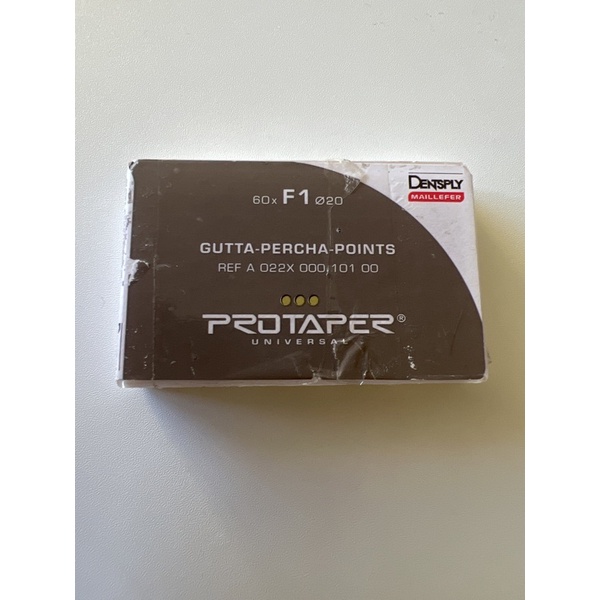 60x F1 Ø20
DENTSPLY
MAILLEFER
GUTTA-PERCHA-POINTS
REF A 022X 000 101 00
PROTAPER®
UNIVERSAL